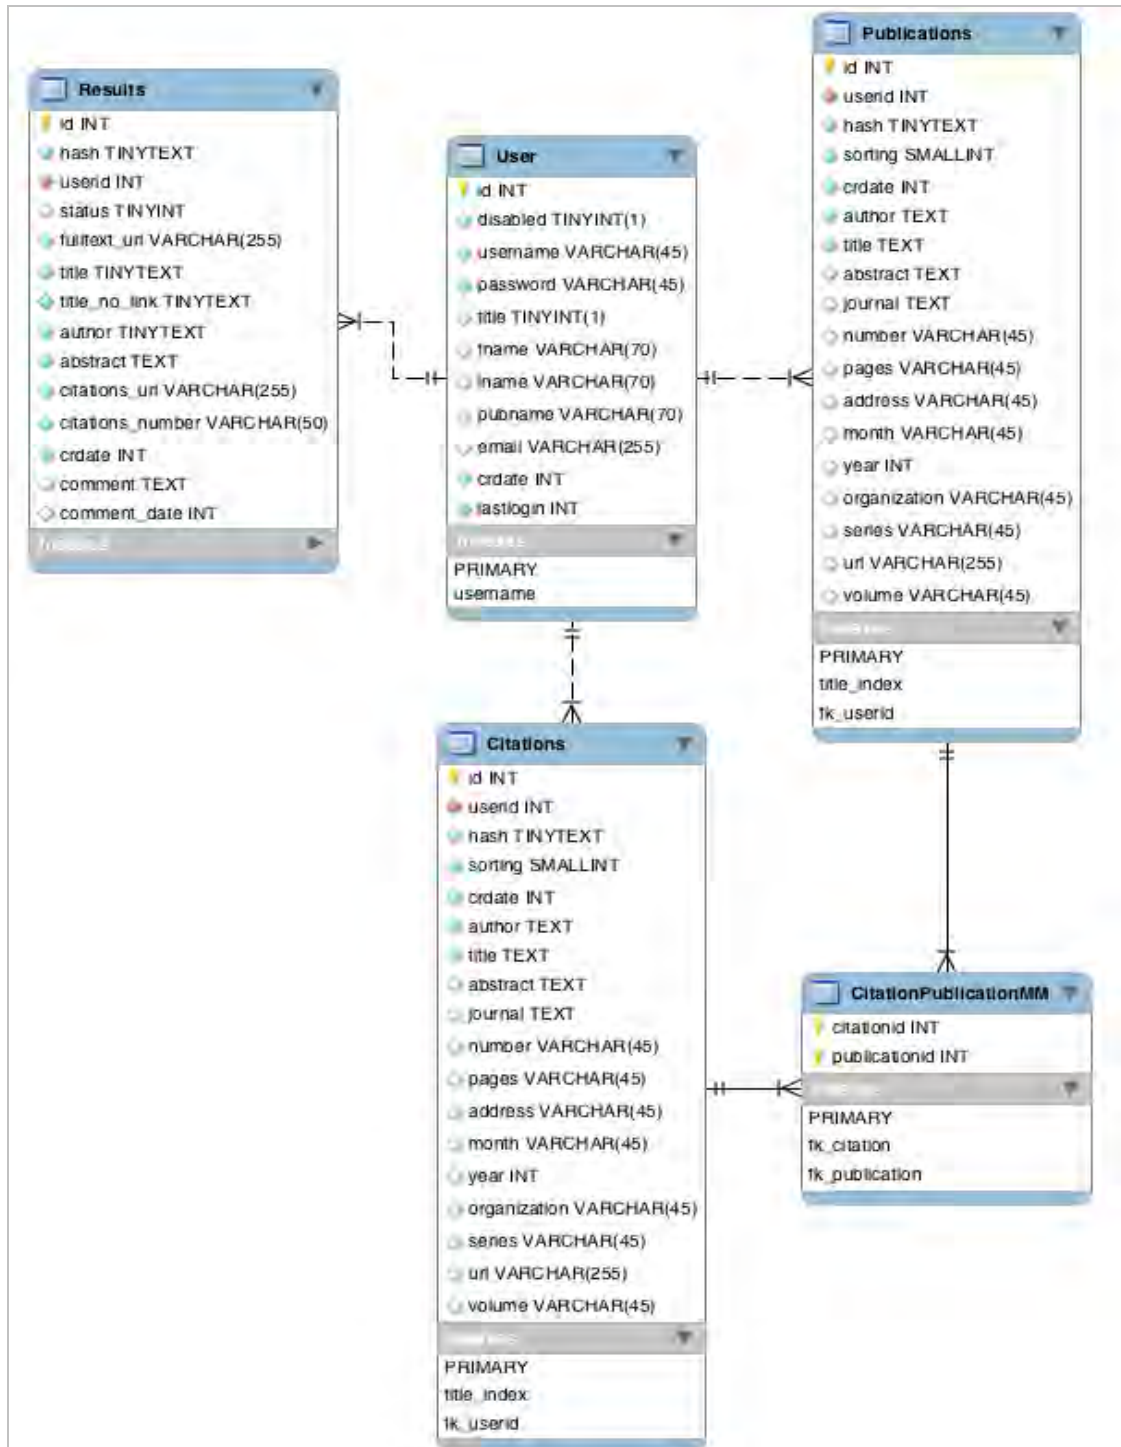 Results
id INT
hash TINYTEXT
userid INT
status TINYINT
fulltext_url VARCHAR(255)
title TINYTEXT
title_no_link TINYTEXT
author TINYTEXT
abstract TEXT
citations_url VARCHAR(255)
citations_number VARCHAR(50)
crdate INT
comment TEXT
comment_date INT
User
id INT
disabled TINYINT(1)
username VARCHAR(45)
password VARCHAR(45)
title TINYINT(1)
fname VARCHAR(70)
lname VARCHAR(70)
pubname VARCHAR(70)
email VARCHAR(255)
crdate INT
lastlogin INT
PRIMARY
username
Publications
id INT
userid INT
hash TINYTEXT
sorting SMALLINT
crdate INT
author TEXT
title TEXT
abstract TEXT
journal TEXT
number VARCHAR(45)
pages VARCHAR(45)
address VARCHAR(45)
month VARCHAR(45)
year INT
organization VARCHAR(45)
series VARCHAR(45)
url VARCHAR(255)
volume VARCHAR(45)
PRIMARY
title_index
fk_userid
Citations
id INT
userid INT
hash TINYTEXT
sorting SMALLINT
crdate INT
author TEXT
title TEXT
abstract TEXT
journal TEXT
number VARCHAR(45)
pages VARCHAR(45)
address VARCHAR(45)
month VARCHAR(45)
year INT
organization VARCHAR(45)
series VARCHAR(45)
url VARCHAR(255)
volume VARCHAR(45)
PRIMARY
title_index
fk_userid
CitationPublicationMM
citationid INT
publicationid INT
PRIMARY
fk_citation
fk_publication